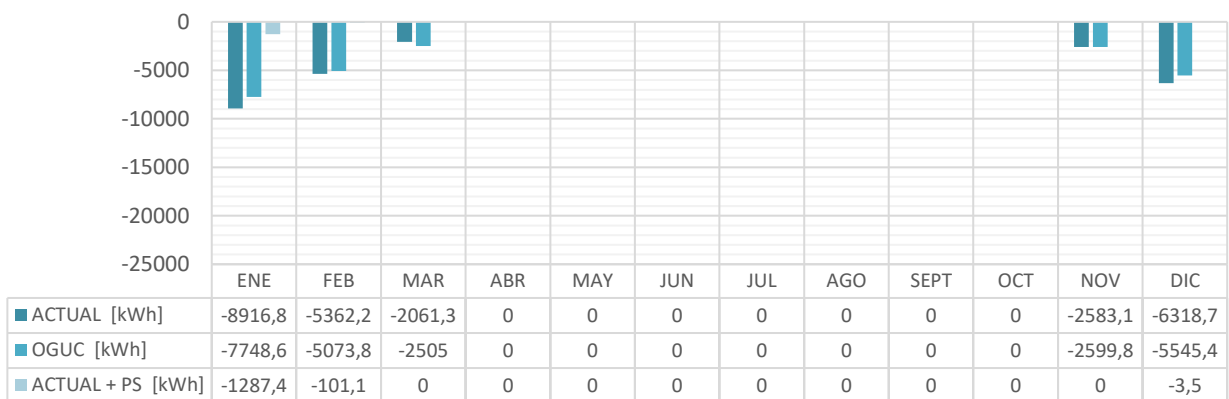 0
-5000
-10000
-15000
-20000
-25000
ENE FEB MAR ABR MAY JUN JUL AGO SEPT OCT NOV DIC
ACTUAL [kWh] -8916,8 -5362,2 -2061,3 0 0 0 0 0 0 0 -2583,1 -6318,7
OGUC [kWh] -7748,6 -5073,8 -2505 0 0 0 0 0 0 0 -2599,8 -5545,4
ACTUAL + PS [kWh] -1287,4 -101,1 0 0 0 0 0 0 0 0 0 -3,5